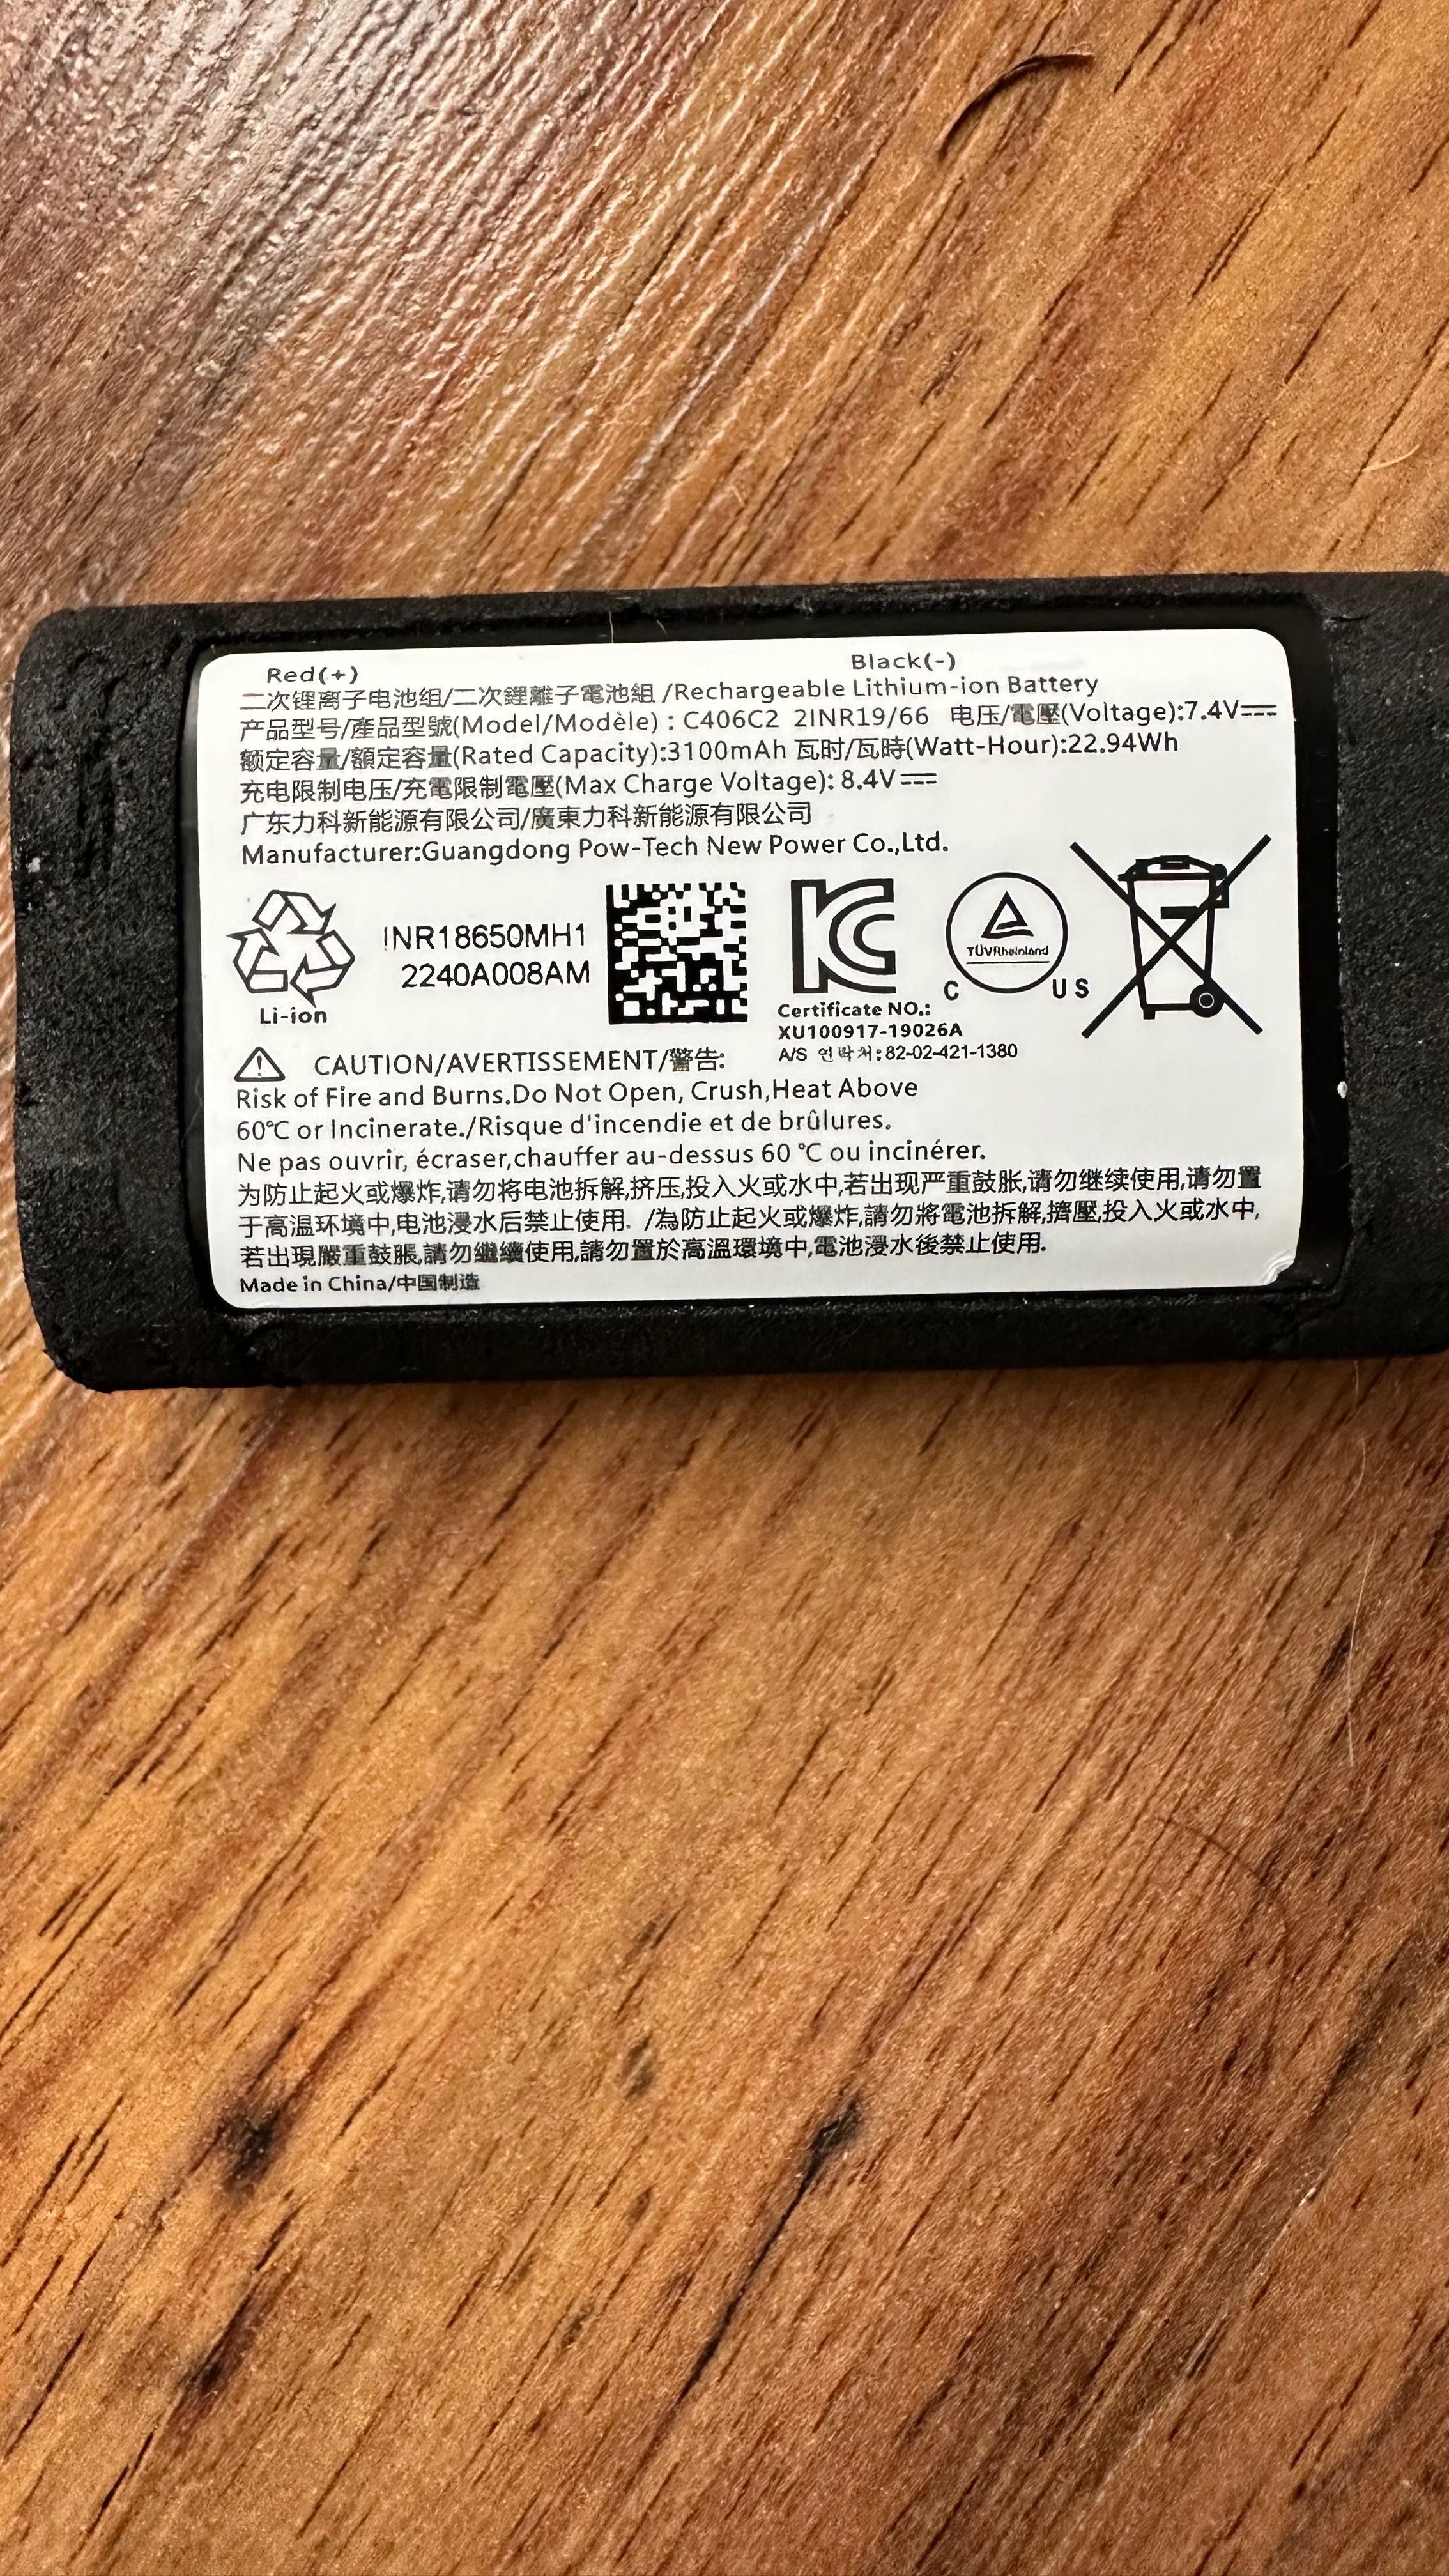 Red(+) Black(-)
二次锂离子电池组/二次鋰離子電池組 /Rechargeable Lithium-ion Battery
产品型号/產品型號(Model/Modèle) : C406C2 2INR19/66 电压/電壓(Voltage):7.4V⎓
额定容量/額定容量(Rated Capacity):3100mAh 瓦时/瓦時(Watt-Hour):22.94Wh
充电限制电压/充電限制電壓(Max Charge Voltage): 8.4V⎓
广东力科新能源有限公司/廣東力科新能源有限公司
Manufacturer:Guangdong Pow-Tech New Power Co.,Ltd.
Li-ion
INR18650MH1
2240A008AM
Certificate NO.:
XU100917-19026A
A/S 연락처:82-02-421-1380
TÜVRheinland
C US
CAUTION/AVERTISSEMENT/警告:
Risk of Fire and Burns.Do Not Open, Crush,Heat Above
60℃ or Incinerate./Risque d'incendie et de brûlures.
Ne pas ouvrir, écraser,chauffer au-dessus 60 ℃ ou incinérer.
为防止起火或爆炸,请勿将电池拆解,挤压,投入火或水中,若出现严重鼓胀,请勿继续使用,请勿置
于高温环境中,电池浸水后禁止使用. /為防止起火或爆炸,請勿將電池拆解,擠壓,投入火或水中,
若出現嚴重鼓脹,請勿繼續使用,請勿置於高溫環境中,電池浸水後禁止使用.
Made in China/中国制造